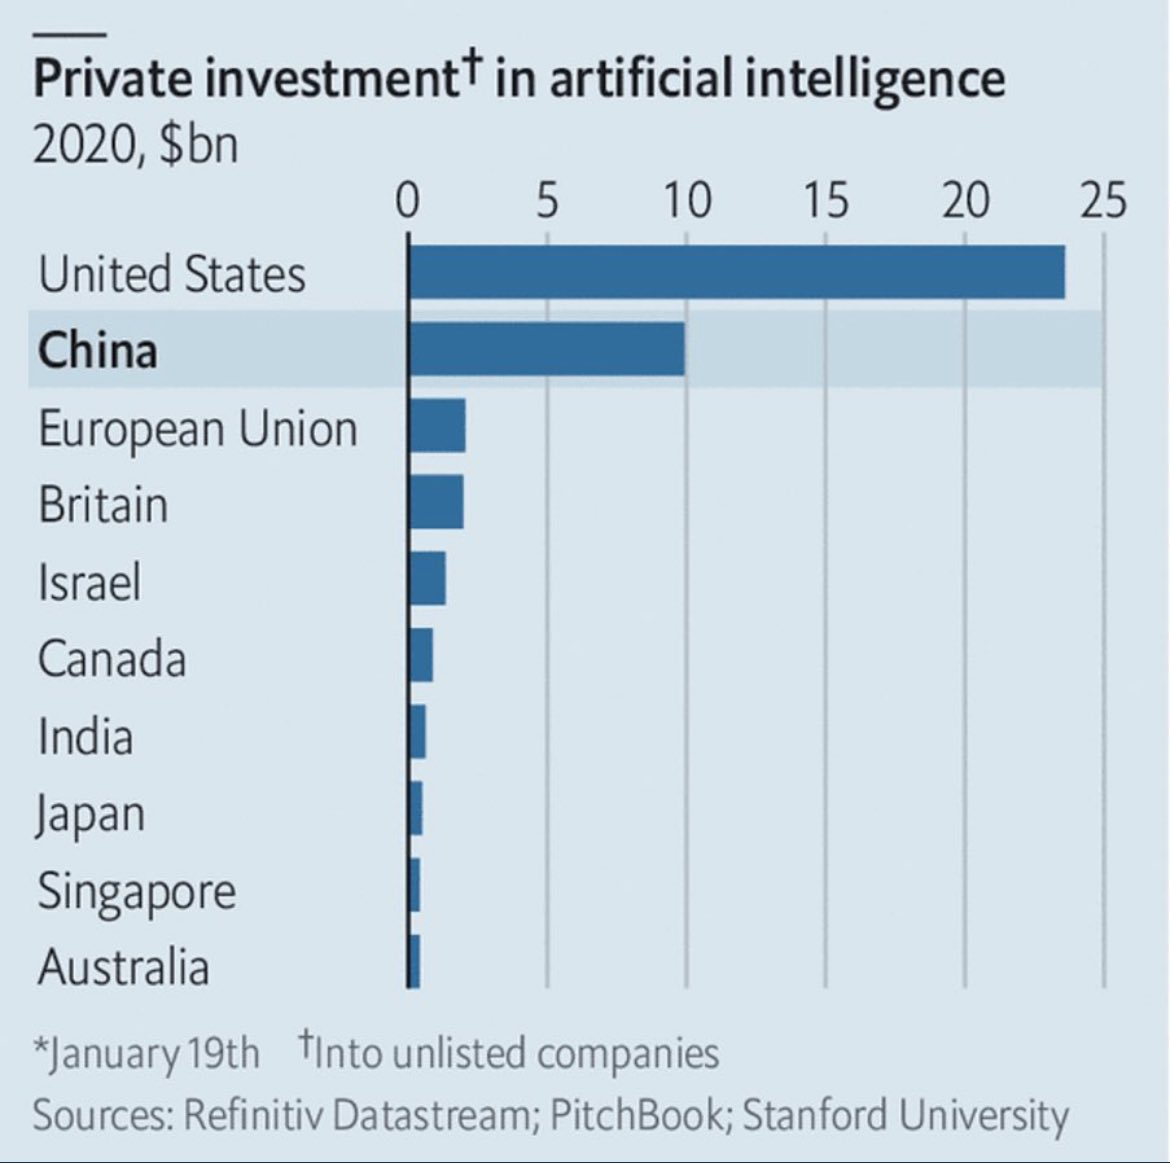 Private investment† in artificial intelligence
2020, $bn
0 5 10 15 20 25
United States
China
European Union
Britain
Israel
Canada
India
Japan
Singapore
Australia
*January 19th †Into unlisted companies
Sources: Refinitiv Datastream; PitchBook; Stanford University